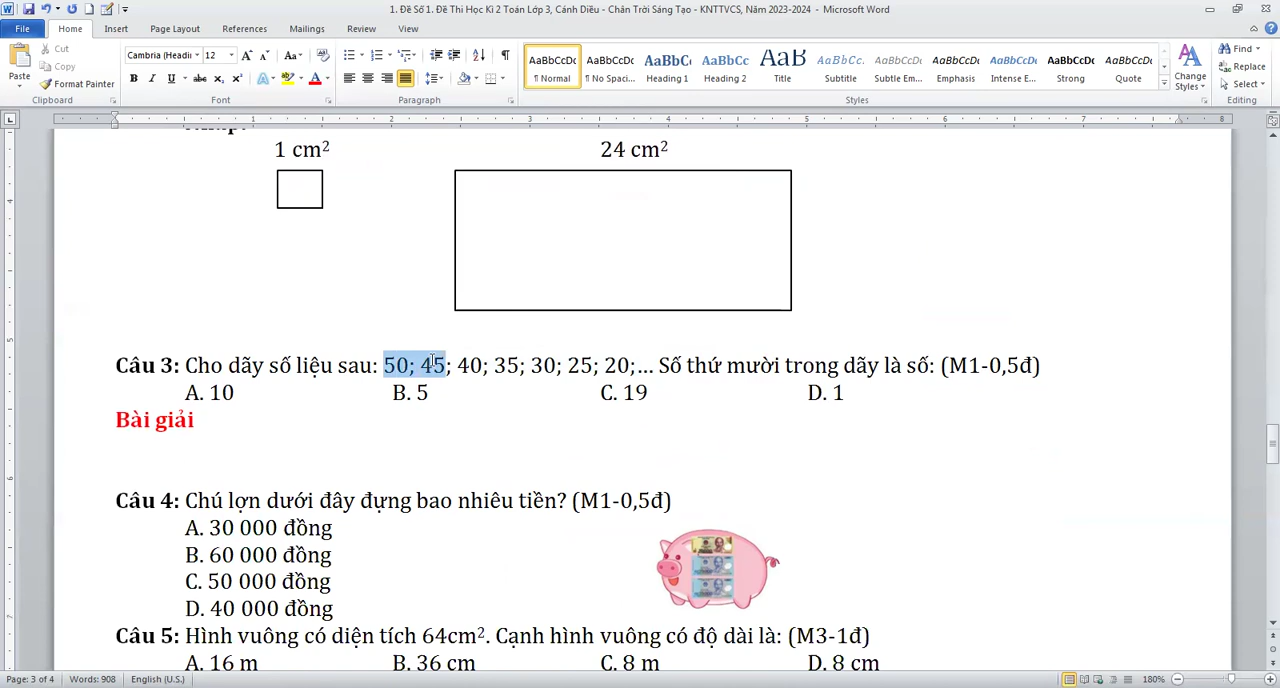 1. Đề Số 1. Đề Thi Học Kì 2 Toán Lớp 3, Cánh Diều - Chân Trời Sáng Tạo - KNTTVCS, Năm 2023-2024 - Microsoft Word
File Home Insert Page Layout References Mailings Review View
Paste Cut Copy Format Painter Clipboard
Cambria (Headi 12 Font
Paragraph
AaBbCcDc ¶ Normal
AaBbCcDc ¶ No Spaci...
AaBbC Heading 1
AaBbCc Heading 2
AaB Title
AaBbCc. Subtitle
AaBbCcDc Subtle Em...
AaBbCcDc Emphasis
AaBbCcDc Intense E...
AaBbCcDc Strong
AaBbCcDc Quote
Change Styles Styles
Find Replace Select Editing
1 cm² 24 cm²
Câu 3: Cho dãy số liệu sau: 50; 45; 40; 35; 30; 25; 20;... Số thứ mười trong dãy là số: (M1-0,5đ)
A. 10 B. 5 C. 19 D. 1
Bài giải
Câu 4: Chú lợn dưới đây đựng bao nhiêu tiền? (M1-0,5đ)
A. 30 000 đồng
B. 60 000 đồng
C. 50 000 đồng
D. 40 000 đồng
Câu 5: Hình vuông có diện tích 64cm². Cạnh hình vuông có độ dài là: (M3-1đ)
A. 16 m B. 36 cm C. 8 m D. 8 cm
Page: 3 of 4 Words: 908 English (U.S.) 180%